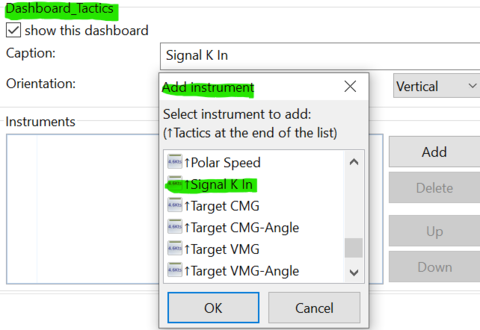 Dashboard_Tactics
show this dashboard
Caption:
Signal K In
Orientation:
Vertical
Add instrument
Instruments
Select instrument to add:
(↑Tactics at the end of the list)
↑Polar Speed
↑Signal K In
↑Target CMG
↑Target CMG-Angle
↑Target VMG
↑Target VMG-Angle
OK
Cancel
Add
Delete
Up
Down